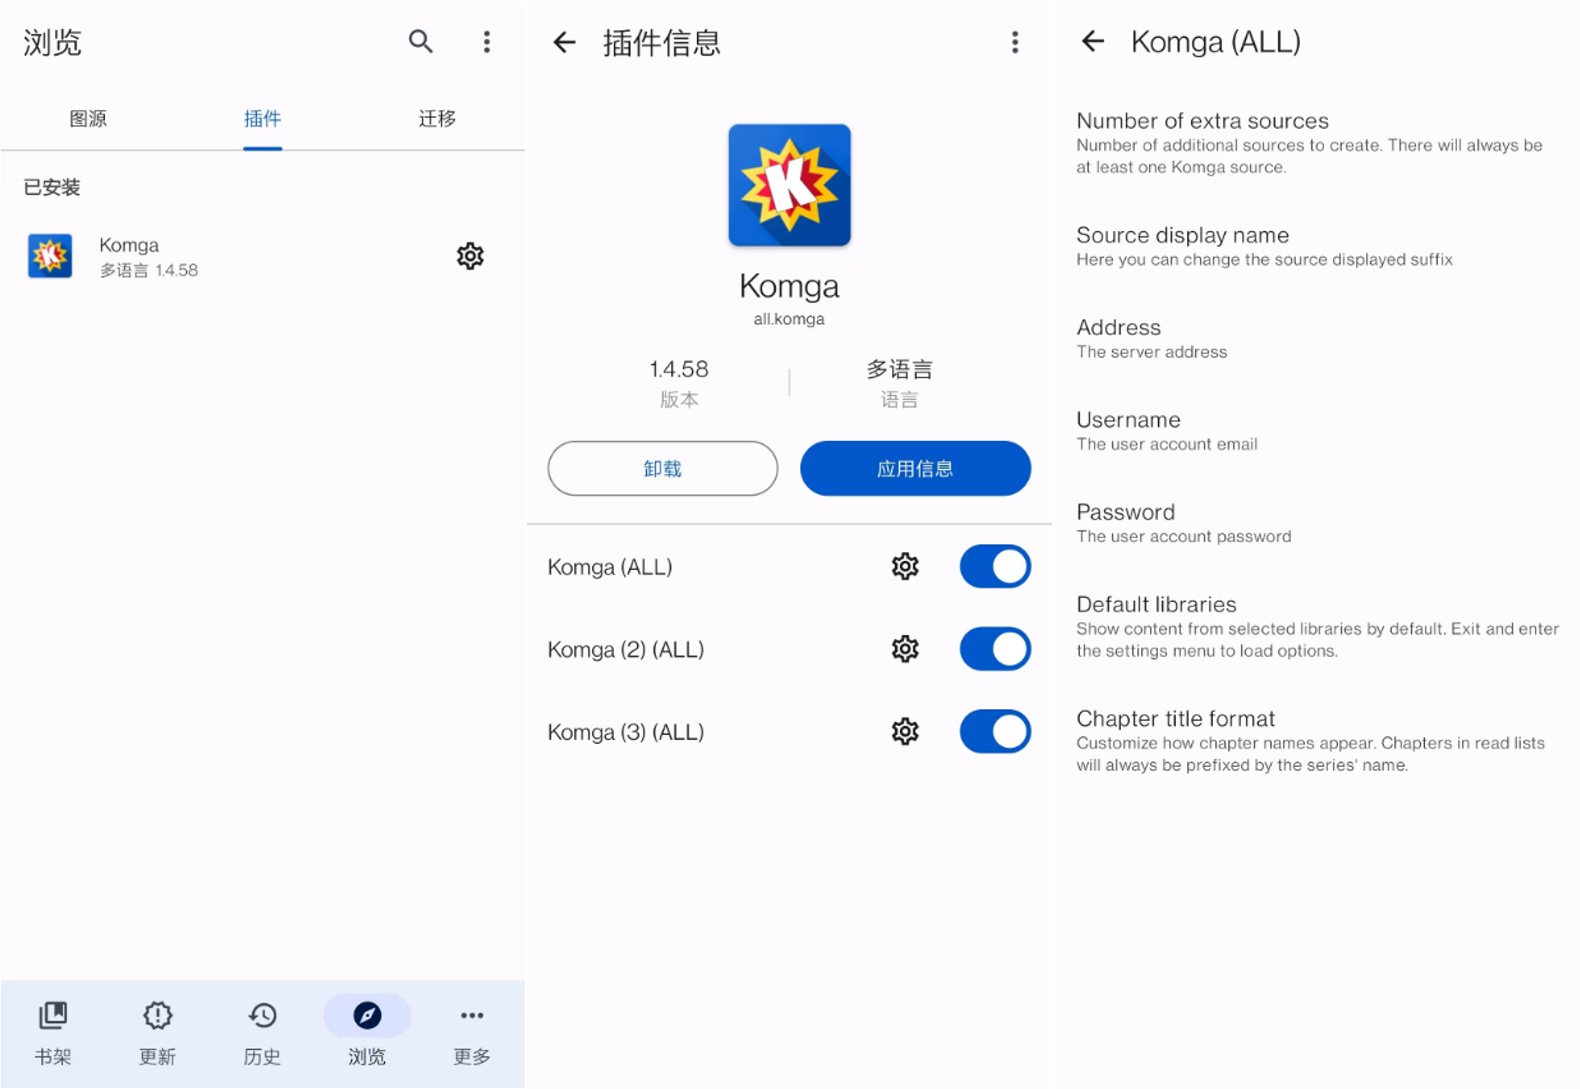 浏览
图源
插件
迁移
已安装
Komga
多语言 1.4.58
书架
更新
历史
浏览
更多
插件信息
Komga
all.komga
1.4.58
版本
多语言
语言
卸载
应用信息
Komga (ALL)
Komga (2) (ALL)
Komga (3) (ALL)
Komga (ALL)
Number of extra sources
Number of additional sources to create. There will always be
at least one Komga source.
Source display name
Here you can change the source displayed suffix
Address
The server address
Username
The user account email
Password
The user account password
Default libraries
Show content from selected libraries by default. Exit and enter
the settings menu to load options.
Chapter title format
Customize how chapter names appear. Chapters in read lists
will always be prefixed by the series' name.